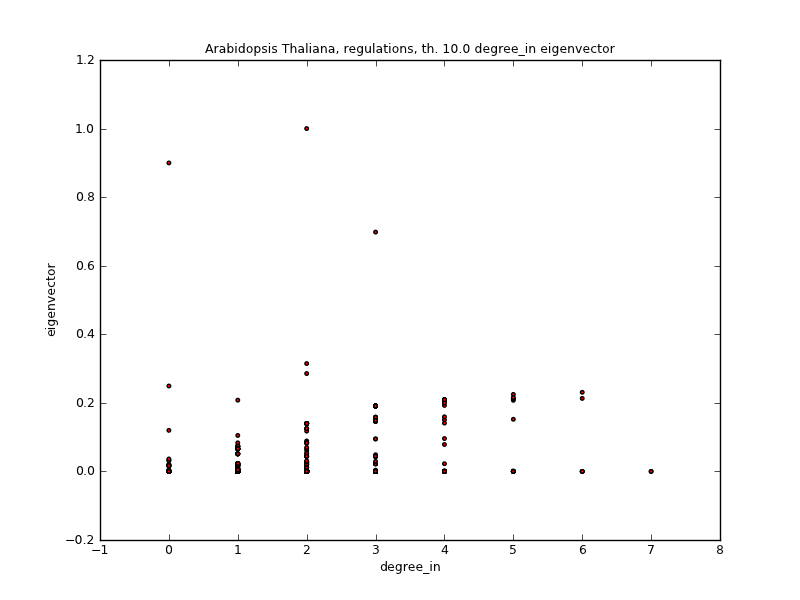 Arabidopsis Thaliana, regulations, th. 10.0 degree_in eigenvector
1.2
1.0
0.8
0.6
0.4
0.2
0.0
−0.2
eigenvector
−1 0 1 2 3 4 5 6 7 8
degree_in